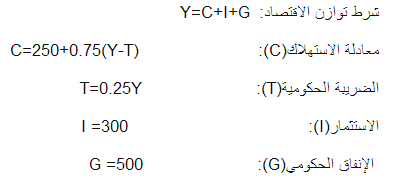 شرط توازن الاقتصاد: Y=C+I+G
معادلة الاستهلاك(C): C=250+0.75(Y-T)
الضريبة الحكومية(T): T=0.25Y
الاستثمار(I): I =300
الإنفاق الحكومي(G): G =500